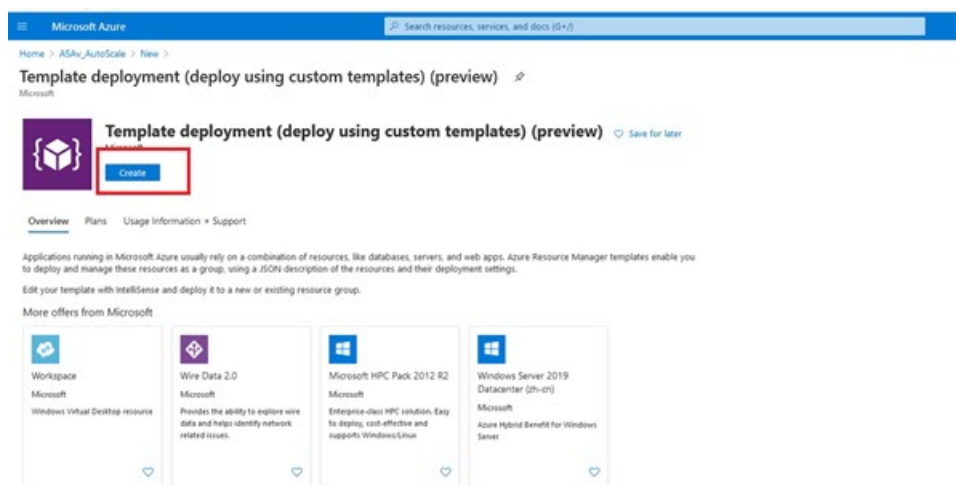 Microsoft Azure
Search resources, services, and docs (G+/)
Home > ASAv_AutoScale > New >
Template deployment (deploy using custom templates) (preview)
Microsoft
Template deployment (deploy using custom templates) (preview)
Save for later
Microsoft
Create
Overview Plans Usage Information + Support
Applications running in Microsoft Azure usually rely on a combination of resources, like databases, servers, and web apps. Azure Resource Manager templates enable you
to deploy and manage these resources as a group, using a JSON description of the resources and their deployment settings.
Edit your template with IntelliSense and deploy it to a new or existing resource group.
More offers from Microsoft
Workspace
Microsoft
Windows Virtual Desktop resource
Wire Data 2.0
Microsoft
Provides the ability to explore wire
data and helps identify network
related issues.
Microsoft HPC Pack 2012 R2
Microsoft
Enterprise-class HPC solution. Easy
to deploy, cost-effective and
supports Windows/Linux
Windows Server 2019
Datacenter (zh-cn)
Microsoft
Azure Hybrid Benefit for Windows
Server